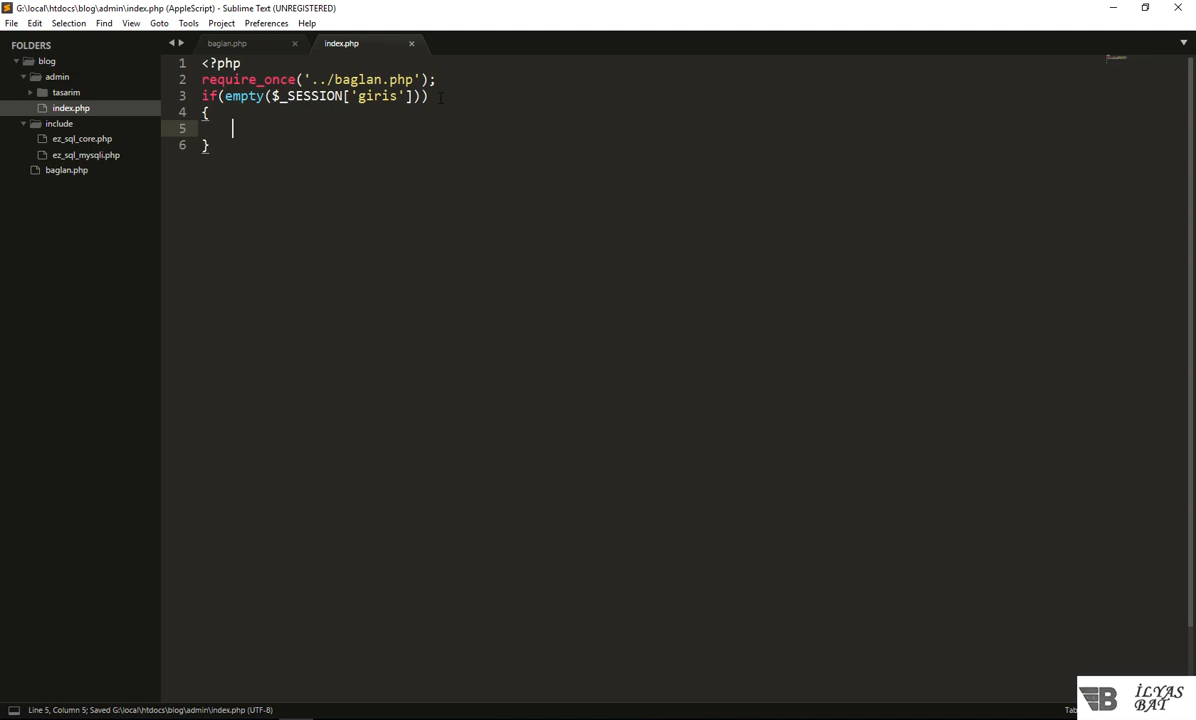 G:\local\htdocs\blog\admin\index.php (AppleScript) - Sublime Text (UNREGISTERED)
File Edit Selection Find View Goto Tools Project Preferences Help
FOLDERS
blog
admin
tasarim
index.php
include
ez_sql_core.php
ez_sql_mysqli.php
baglan.php
baglan.php × index.php ×
1 <?php
2 require_once('../baglan.php');
3 if(empty($_SESSION['giris']))
4 {
5
6 }
Line 5, Column 5; Saved G:\local\htdocs\blog\admin\index.php (UTF-8)
İLYAS
BAT